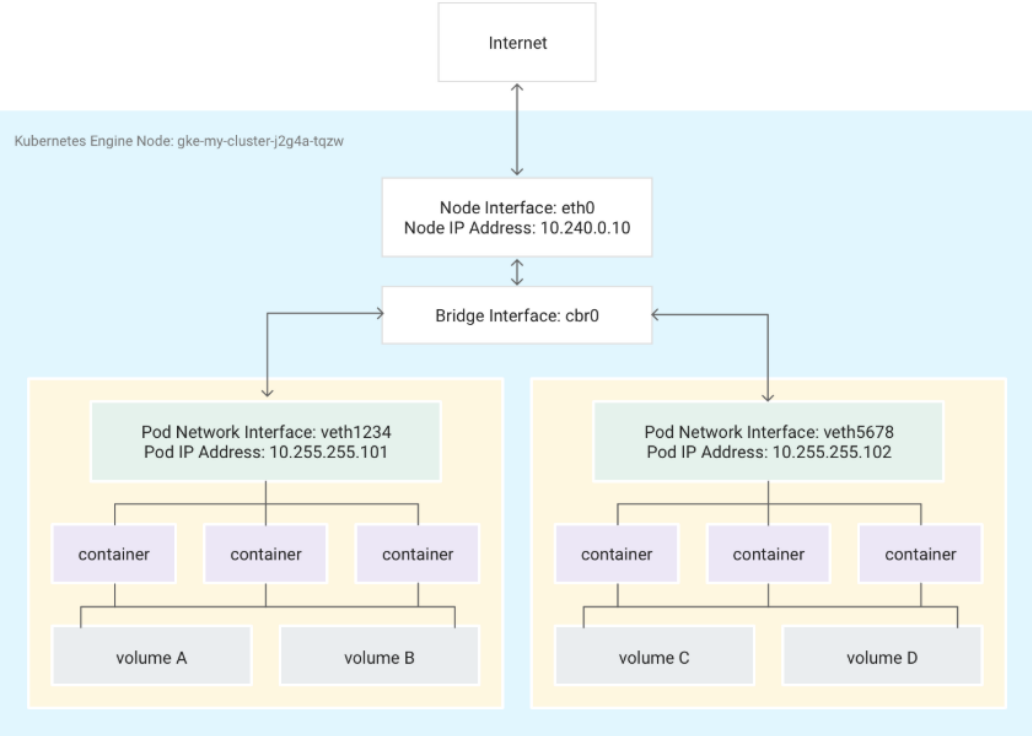 Internet
Kubernetes Engine Node: gke-my-cluster-j2g4a-tqzw
Node Interface: eth0
Node IP Address: 10.240.0.10
Bridge Interface: cbr0
Pod Network Interface: veth1234
Pod IP Address: 10.255.255.101
container
container
container
volume A
volume B
Pod Network Interface: veth5678
Pod IP Address: 10.255.255.102
container
container
container
volume C
volume D